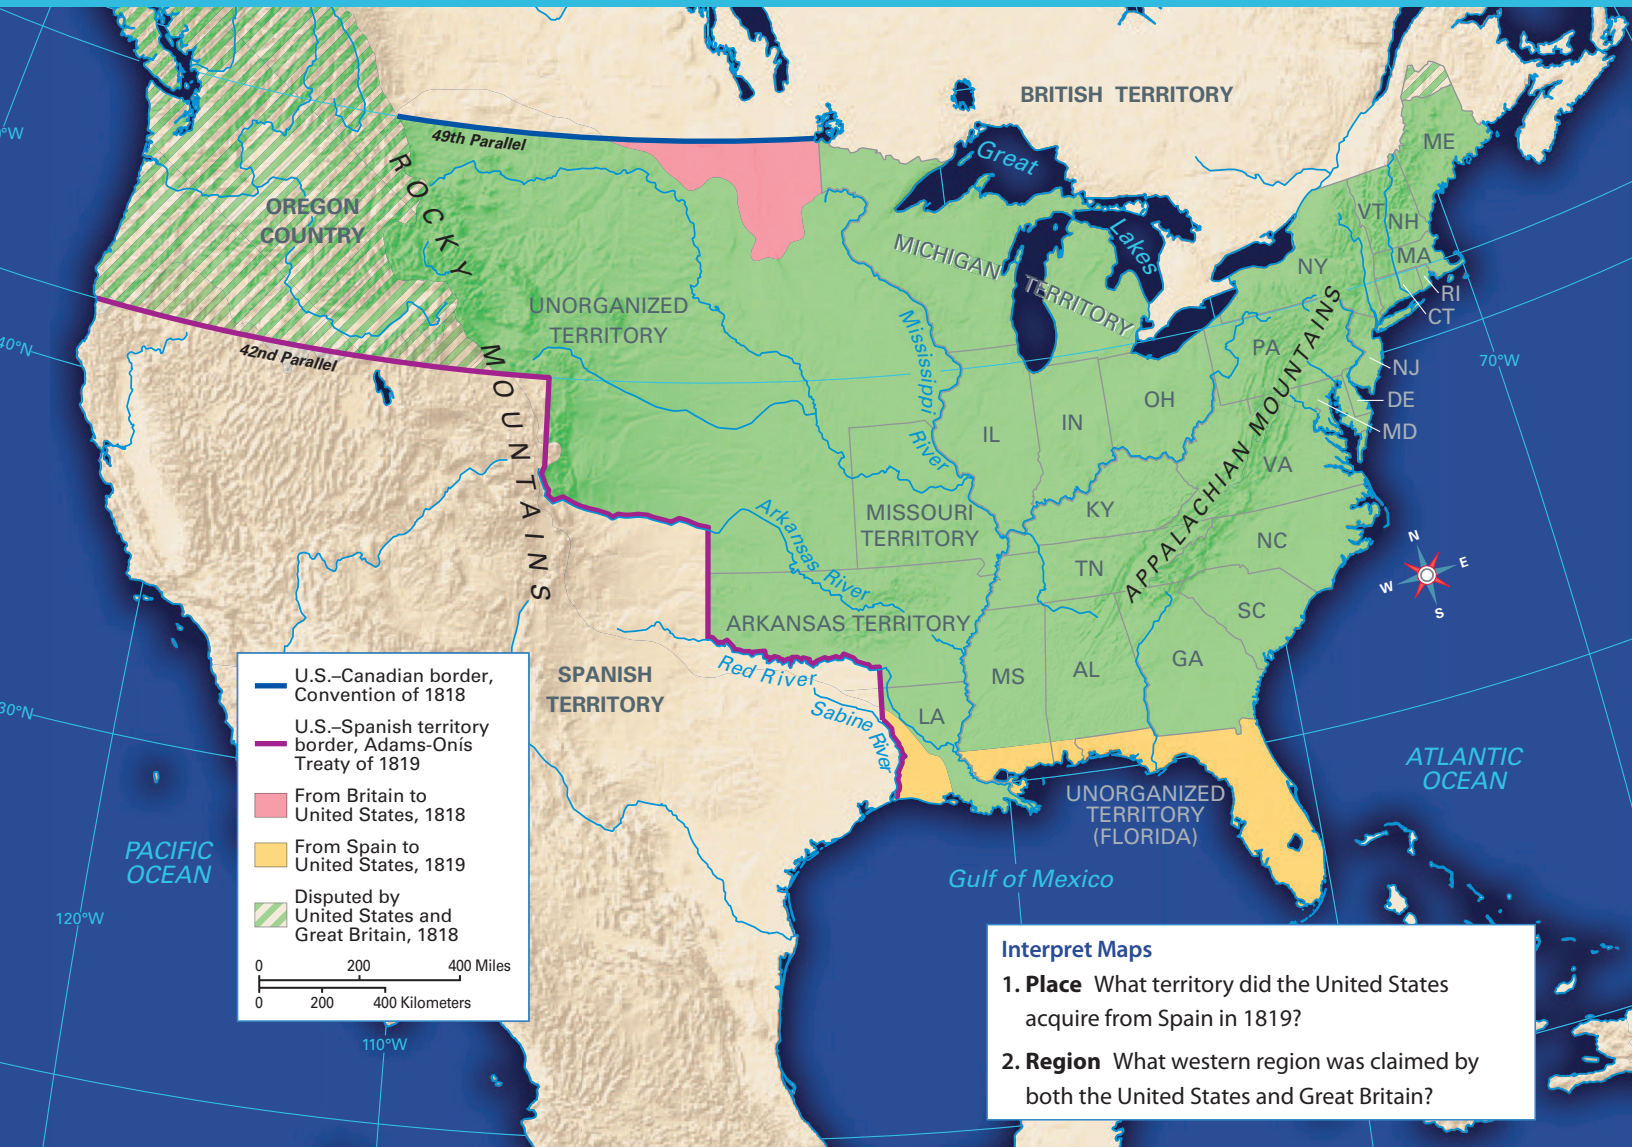 BRITISH TERRITORY
49th Parallel
Great
Lakes
ME
VT
NH
MA
NY
RI
CT
ROCKY
MOUNTAINS
OREGON
COUNTRY
MICHIGAN
TERRITORY
UNORGANIZED
TERRITORY
Mississippi
River
PA
NJ
DE
MD
70°W
°W
40°N
42nd Parallel
IL
IN
OH
VA
APPALACHIAN MOUNTAINS
KY
MISSOURI
TERRITORY
Arkansas River
NC
TN
N
E
W
S
SC
ARKANSAS TERRITORY
MS
AL
GA
Red River
SPANISH
TERRITORY
Sabine River
LA
30°N
ATLANTIC
OCEAN
UNORGANIZED
TERRITORY
(FLORIDA)
Gulf of Mexico
PACIFIC
OCEAN
120°W
110°W
U.S.–Canadian border,
Convention of 1818
U.S.–Spanish territory
border, Adams-Onís
Treaty of 1819
From Britain to
United States, 1818
From Spain to
United States, 1819
Disputed by
United States and
Great Britain, 1818
0 200 400 Miles
0 200 400 Kilometers
Interpret Maps
1. Place What territory did the United States
acquire from Spain in 1819?
2. Region What western region was claimed by
both the United States and Great Britain?